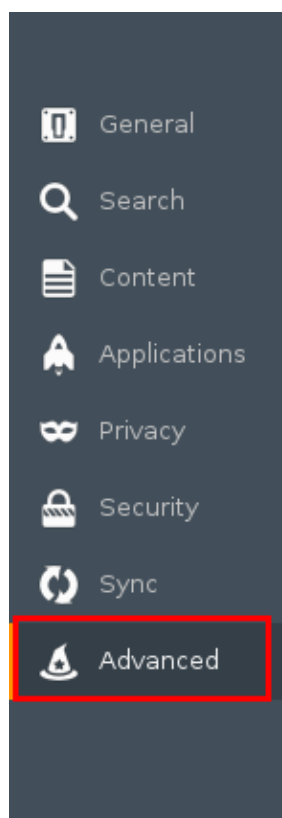 General
Search
Content
Applications
Privacy
Security
Sync
Advanced